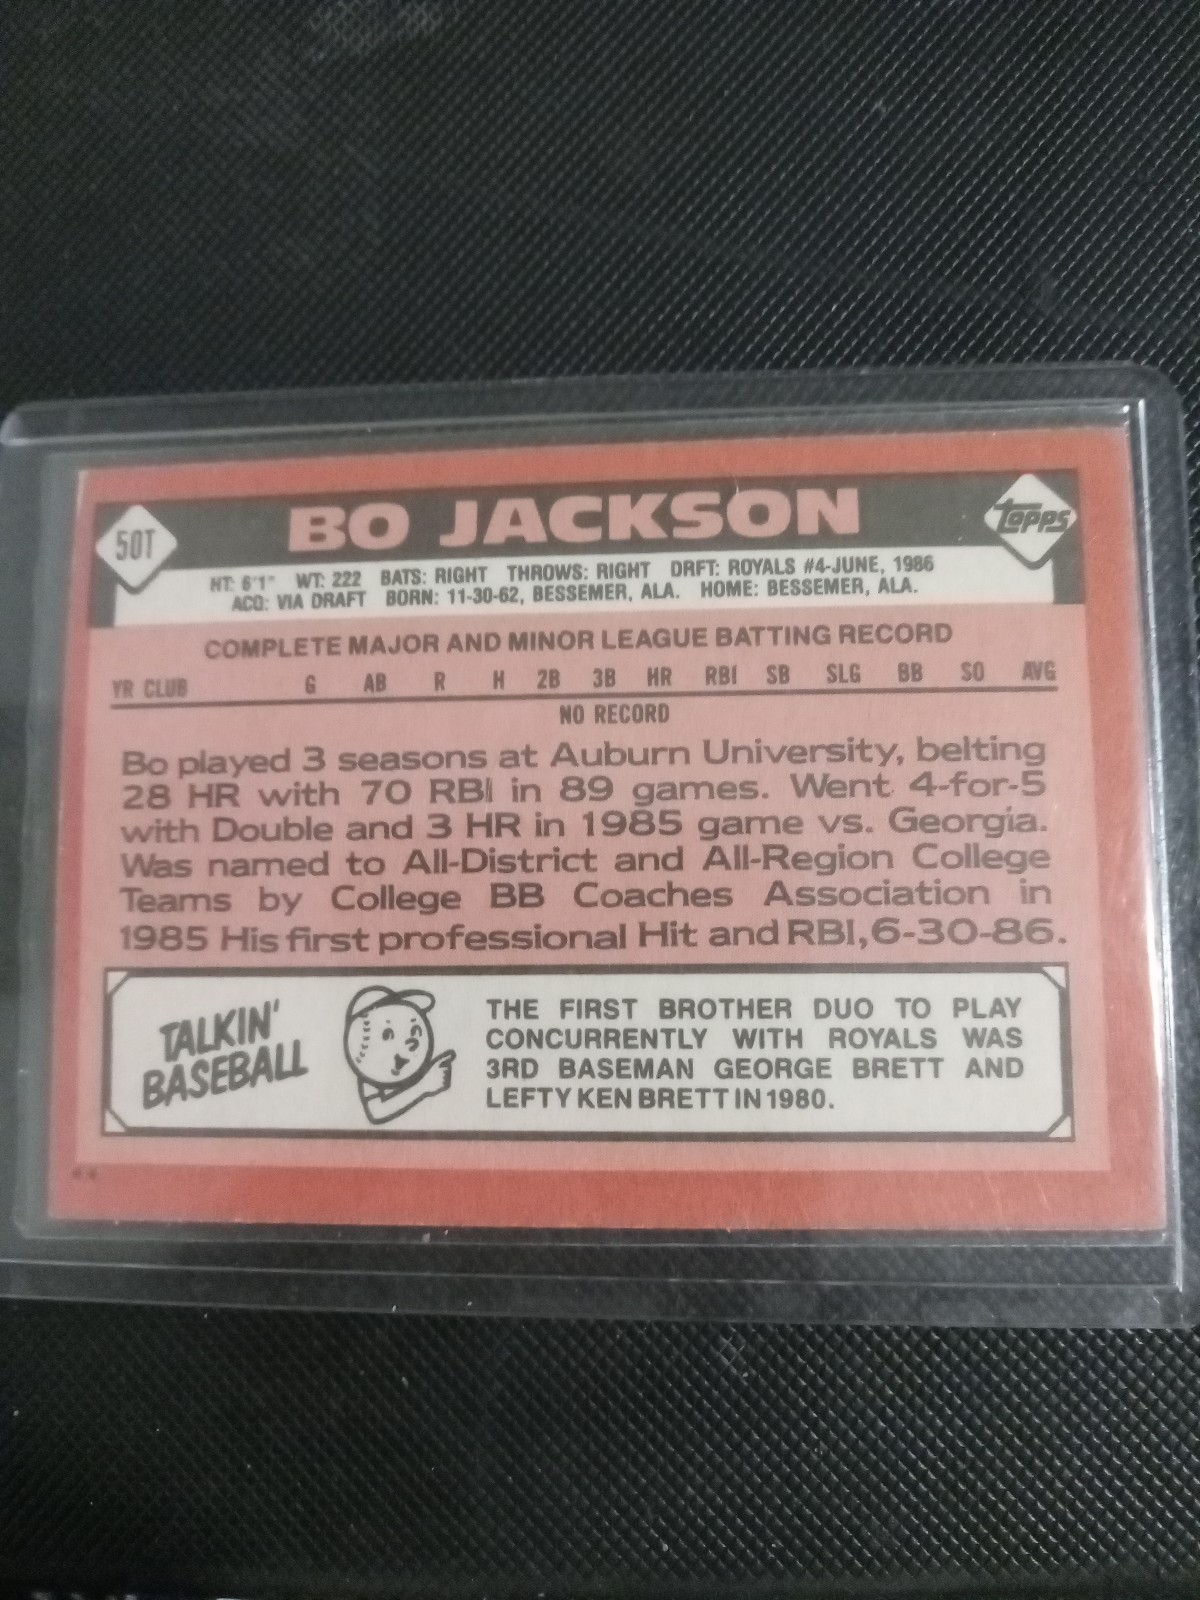 50T
BO JACKSON
Topps
HT: 6'1" WT: 222 BATS: RIGHT THROWS: RIGHT DRFT: ROYALS #4-JUNE, 1986
ACQ: VIA DRAFT BORN: 11-30-62, BESSEMER, ALA. HOME: BESSEMER, ALA.
COMPLETE MAJOR AND MINOR LEAGUE BATTING RECORD
YR CLUB G AB R H 2B 3B HR RBI SB SLG BB SO AVG
NO RECORD
Bo played 3 seasons at Auburn University, belting
28 HR with 70 RBI in 89 games. Went 4-for-5
with Double and 3 HR in 1985 game vs. Georgia.
Was named to All-District and All-Region College
Teams by College BB Coaches Association in
1985 His first professional Hit and RBI, 6-30-86.
TALKIN'
BASEBALL
THE FIRST BROTHER DUO TO PLAY
CONCURRENTLY WITH ROYALS WAS
3RD BASEMAN GEORGE BRETT AND
LEFTY KEN BRETT IN 1980.
**